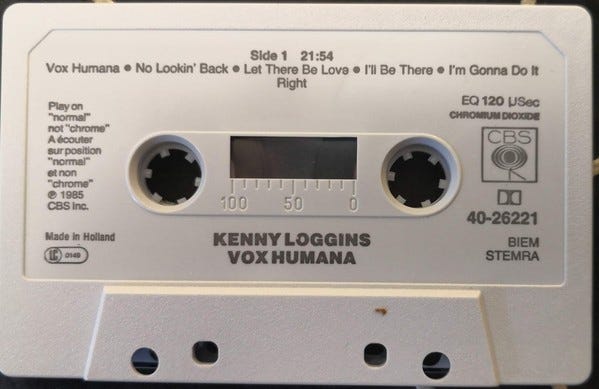 Side 1 21:54
Vox Humana • No Lookin' Back • Let There Be Love • I'll Be There • I'm Gonna Do It
Right
Play on
"normal"
not "chrome"
A écouter
sur position
"normal"
et non
"chrome"
℗ 1985
CBS Inc.
EQ 120 µSec
CHROMIUM DIOXIDE
CBS
100 50 0
40-26221
Made in Holland
LC 0149
KENNY LOGGINS
VOX HUMANA
BIEM
STEMRA